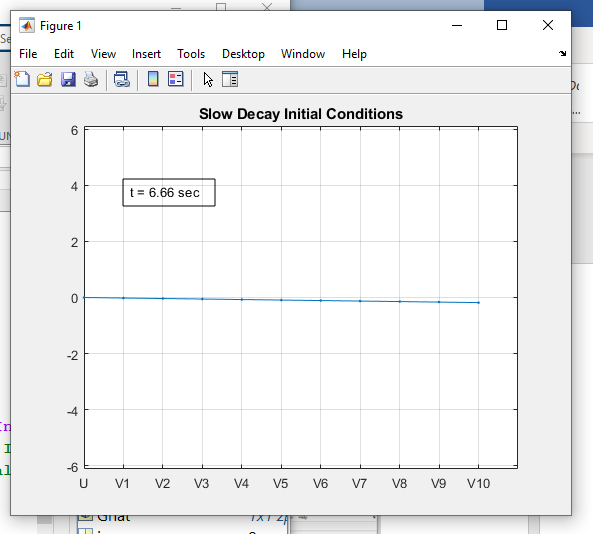 Figure 1
File Edit View Insert Tools Desktop Window Help
Slow Decay Initial Conditions
6
4
t = 6.66 sec
2
0
-2
-4
-6
U V1 V2 V3 V4 V5 V6 V7 V8 V9 V10